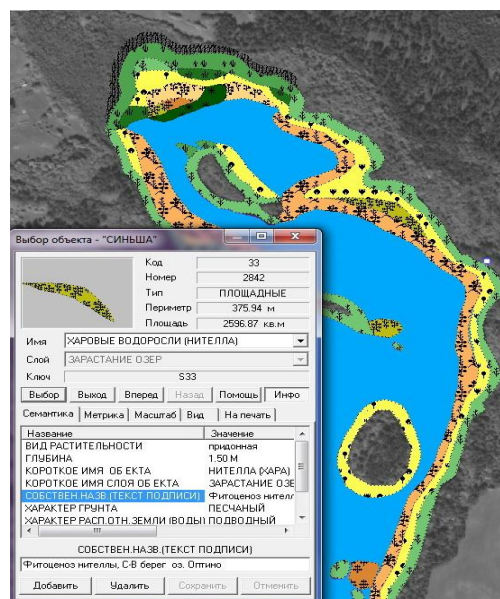 Выбор объекта - "СИНЬША"
Код 33
Номер 2842
Тип ПЛОЩАДНЫЕ
Периметр 375.94 м
Площадь 2596.87 кв.м
Имя ХАРОВЫЕ ВОДОРОСЛИ (НИТЕЛЛА)
Слой ЗАРАСТАНИЕ ОЗЕР
Ключ S33
Выбор Выход Вперед Назад Помощь Инфо
Семантика Метрика Масштаб Вид На печать
Название Значение
ВИД РАСТИТЕЛЬНОСТИ придонная
ГЛУБИНА 1.50 М
КОРОТКОЕ ИМЯ ОБ ЕКТА НИТЕЛЛА (ХАРА)
КОРОТКОЕ ИМЯ СЛОЯ ОБ ЕКТА ЗАРАСТАНИЕ ОЗЕ
СОБСТВЕН.НАЗВ.(ТЕКСТ ПОДПИСИ) Фитоценоз нителл
ХАРАКТЕР ГРУНТА ПЕСЧАНЫЙ
ХАРАКТЕР РАСП.ОТН.ЗЕМЛИ (ВОДЫ) ПОДВОДНЫЙ
СОБСТВЕН.НАЗВ.(ТЕКСТ ПОДПИСИ)
Фитоценоз нителлы, С-В берег оз. Оптино
Добавить Удалить Сохранить Отменить